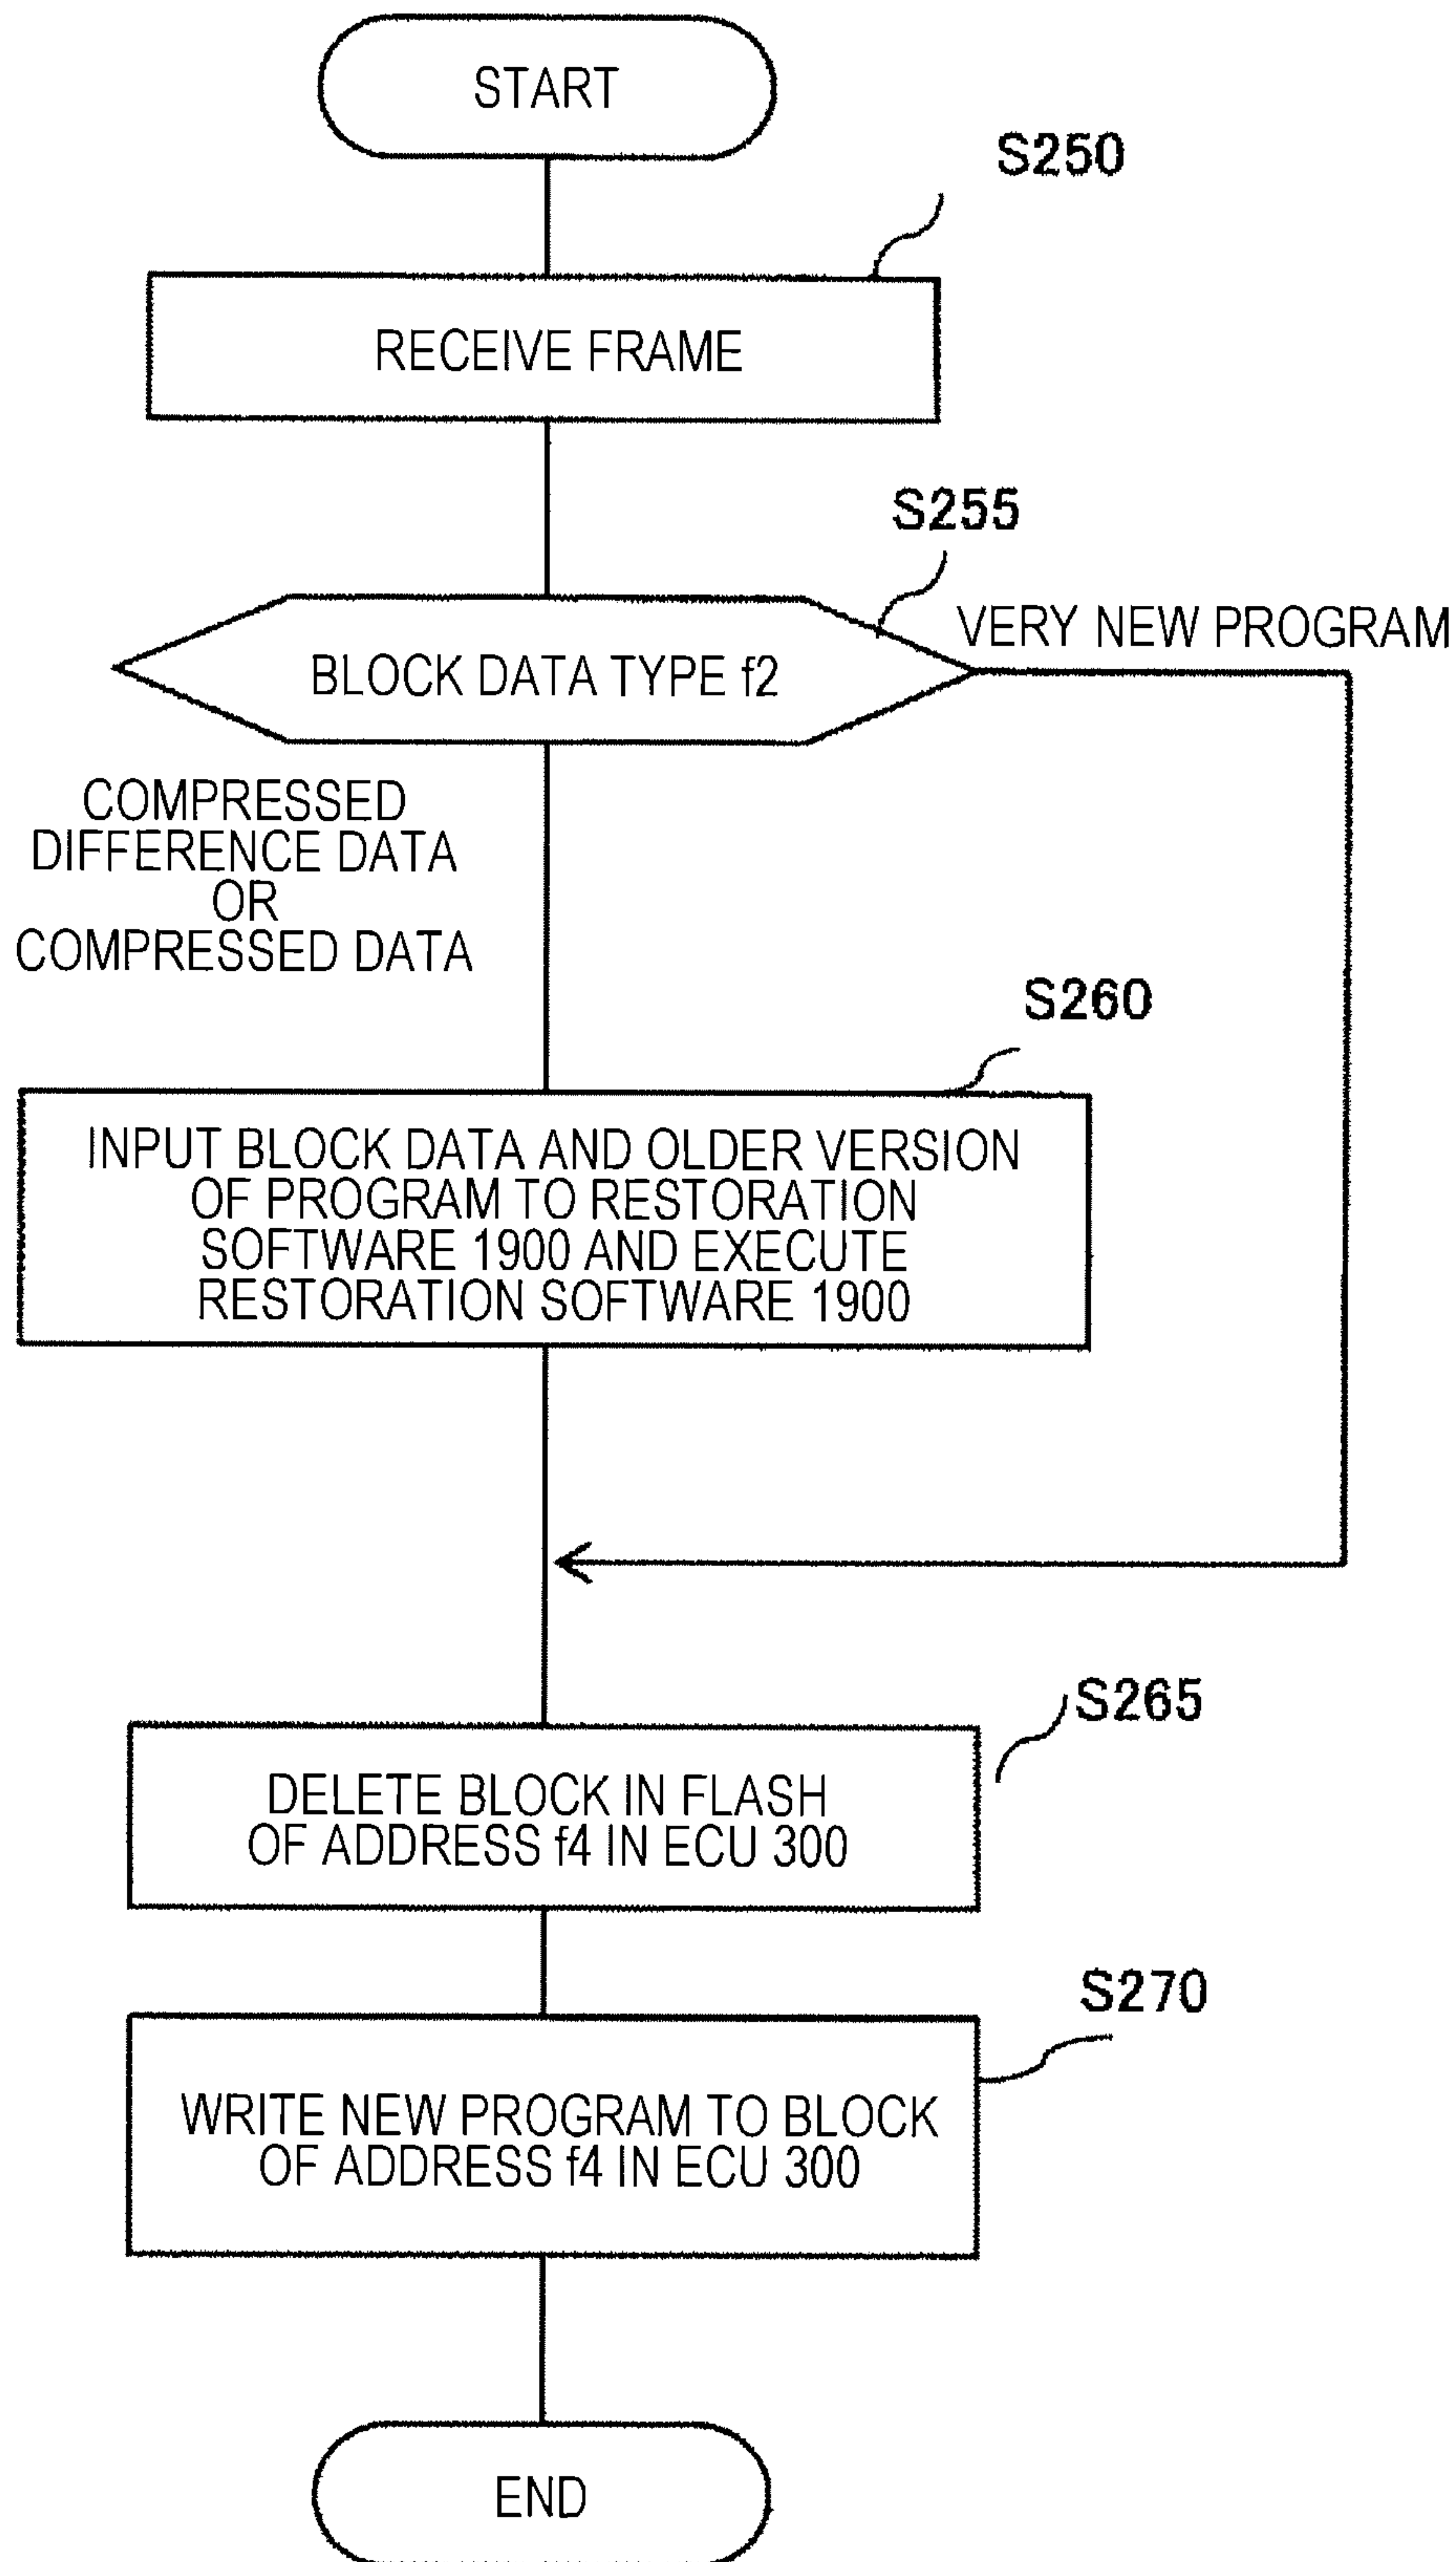 START
S250
RECEIVE FRAME
S255
VERY NEW PROGRAM
BLOCK DATA TYPE f2
COMPRESSED
DIFFERENCE DATA
OR
COMPRESSED DATA
S260
INPUT BLOCK DATA AND OLDER VERSION
OF PROGRAM TO RESTORATION
SOFTWARE 1900 AND EXECUTE
RESTORATION SOFTWARE 1900
S265
DELETE BLOCK IN FLASH
OF ADDRESS f4 IN ECU 300
S270
WRITE NEW PROGRAM TO BLOCK
OF ADDRESS f4 IN ECU 300
END